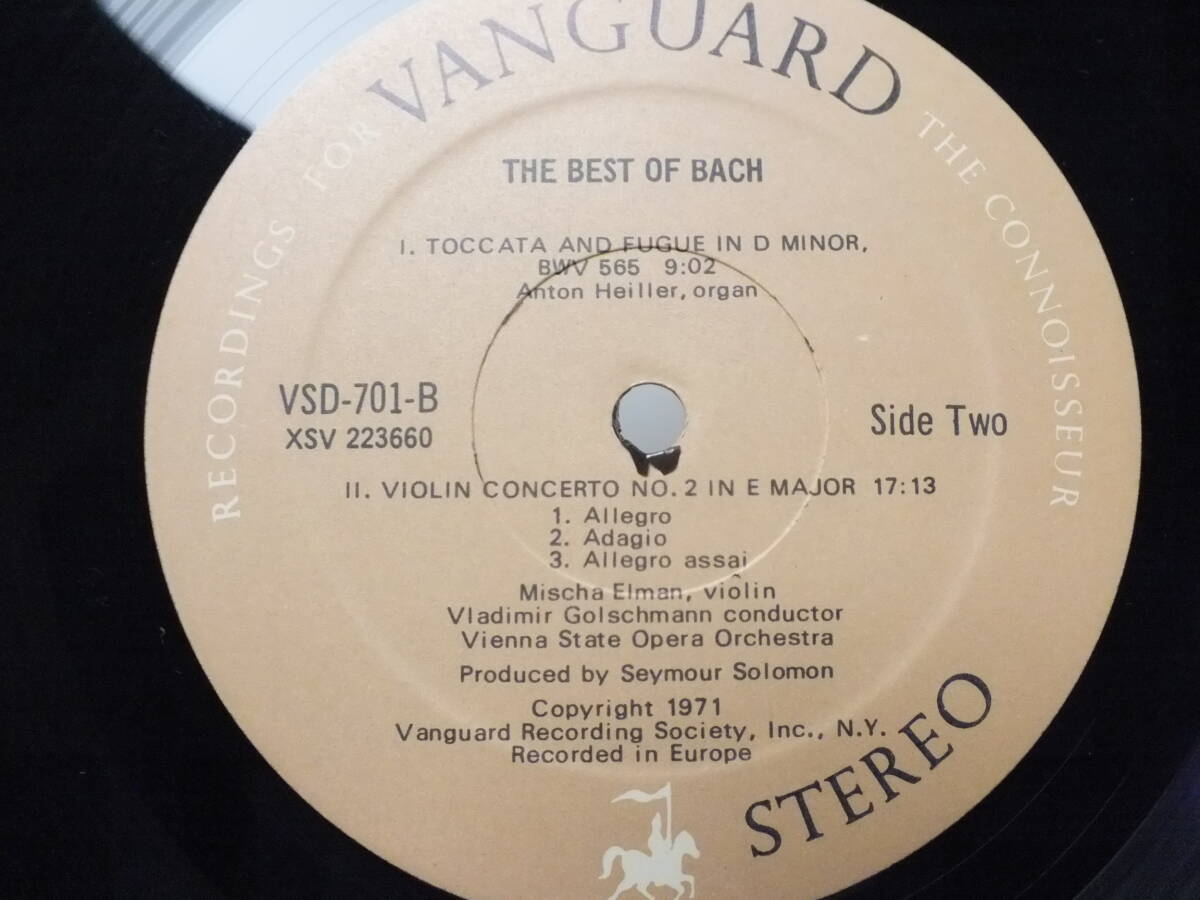 RECORDINGS FOR VANGUARD THE CONNOISSEUR
THE BEST OF BACH
I. TOCCATA AND FUGUE IN D MINOR,
BWV 565 9:02
Anton Heiller, organ
VSD-701-B
XSV 223660
Side Two
II. VIOLIN CONCERTO NO. 2 IN E MAJOR 17:13
1. Allegro
2. Adagio
3. Allegro assai
Mischa Elman, violin
Vladimir Golschmann conductor
Vienna State Opera Orchestra
Produced by Seymour Solomon
Copyright 1971
Vanguard Recording Society, Inc., N.Y.
Recorded in Europe
STEREO